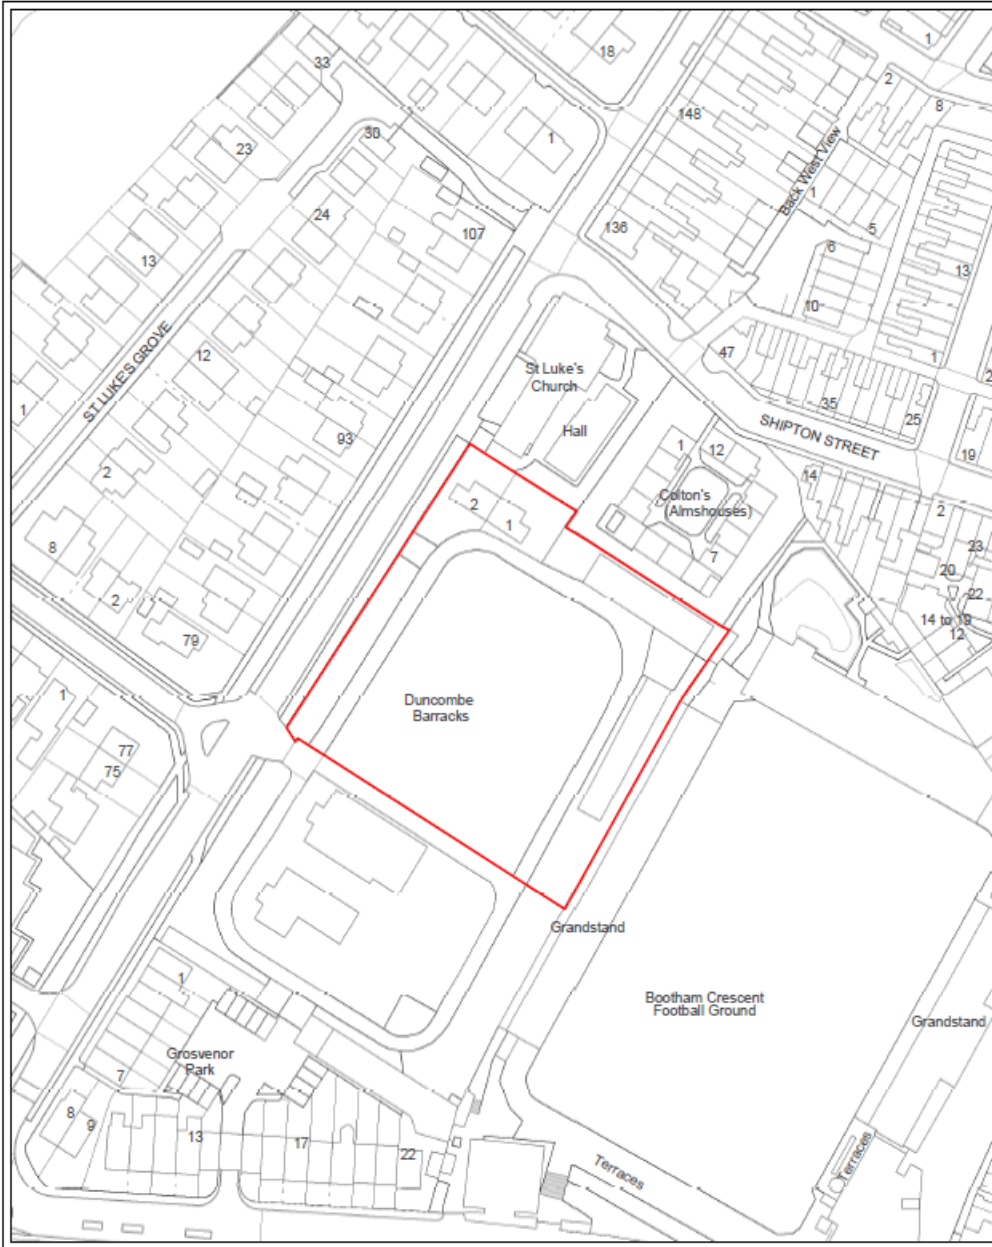 18
1
2
8
33
1
148
23
30
Back West View
1
24
107
136
5
6
13
13
10
ST LUKE'S GROVE
12
47
1
2
St Luke's
Church
1
93
35
25
SHIPTON STREET
Hall
1
12
19
2
14
Colton's
(Almshouses)
2
2
1
8
7
23
20
2
22
14 to 19
12
79
1
Duncombe
Barracks
77
75
Grandstand
1
Bootham Crescent
Football Ground
Grandstand
Grosvenor
Park
7
8
9
13
17
22
Terraces
Terraces